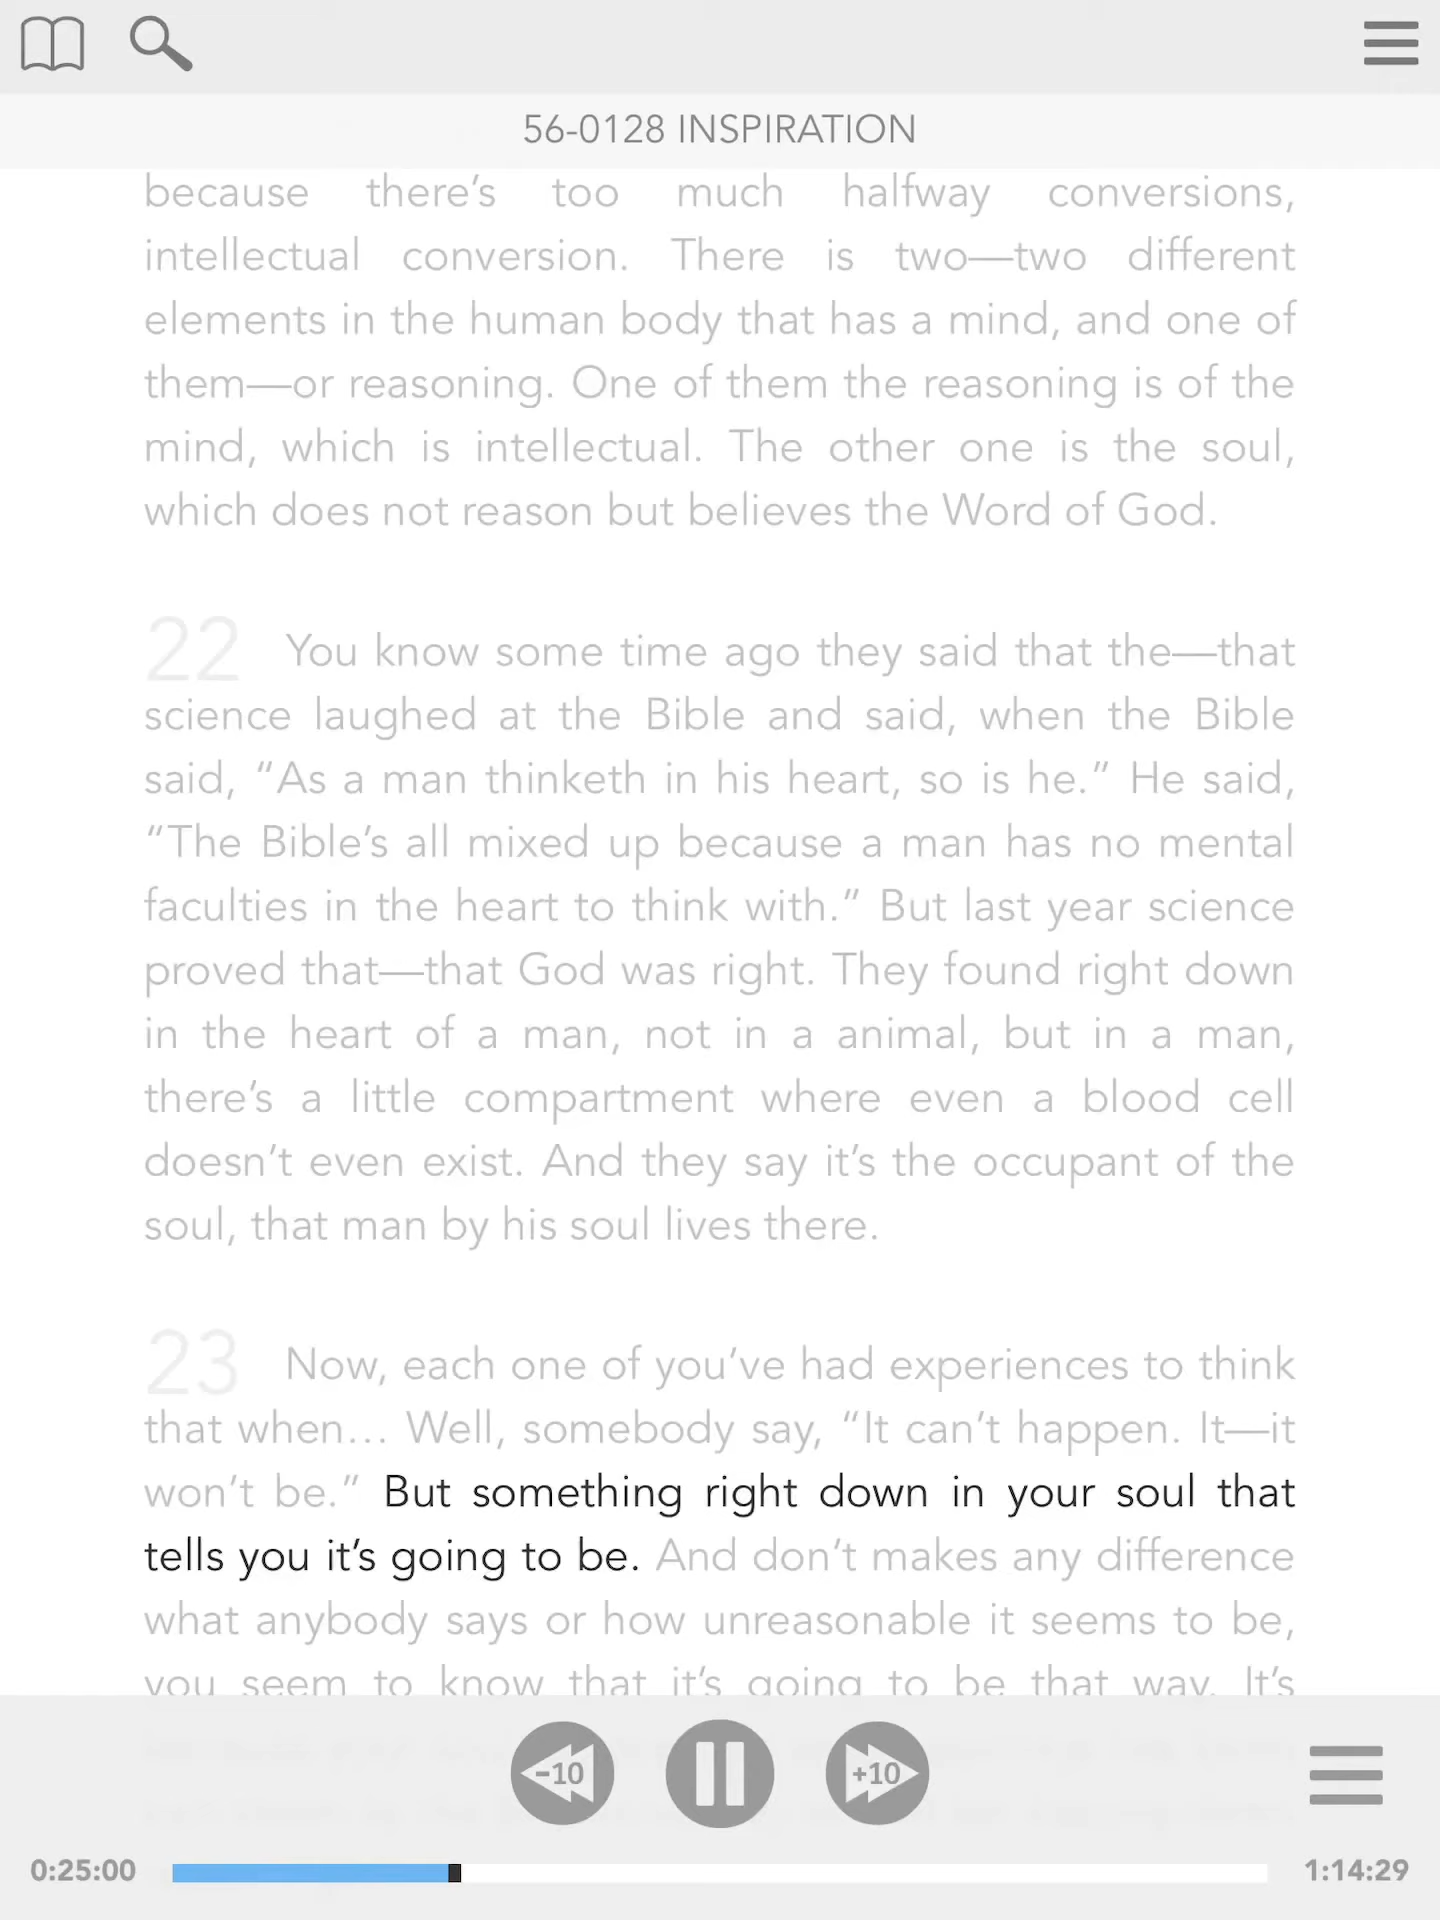 56-0128 INSPIRATION
because there's too much halfway conversions,
intellectual conversion. There is two—two different
elements in the human body that has a mind, and one of
them—or reasoning. One of them the reasoning is of the
mind, which is intellectual. The other one is the soul,
which does not reason but believes the Word of God.
22 You know some time ago they said that the—that
science laughed at the Bible and said, when the Bible
said, “As a man thinketh in his heart, so is he.” He said,
“The Bible’s all mixed up because a man has no mental
faculties in the heart to think with.” But last year science
proved that—that God was right. They found right down
in the heart of a man, not in a animal, but in a man,
there’s a little compartment where even a blood cell
doesn’t even exist. And they say it’s the occupant of the
soul, that man by his soul lives there.
23 Now, each one of you’ve had experiences to think
that when… Well, somebody say, “It can’t happen. It—it
won’t be.” But something right down in your soul that
tells you it’s going to be. And don’t makes any difference
what anybody says or how unreasonable it seems to be,
you seem to know that it’s going to be that way. It’s
-10 +10
0:25:00 1:14:29